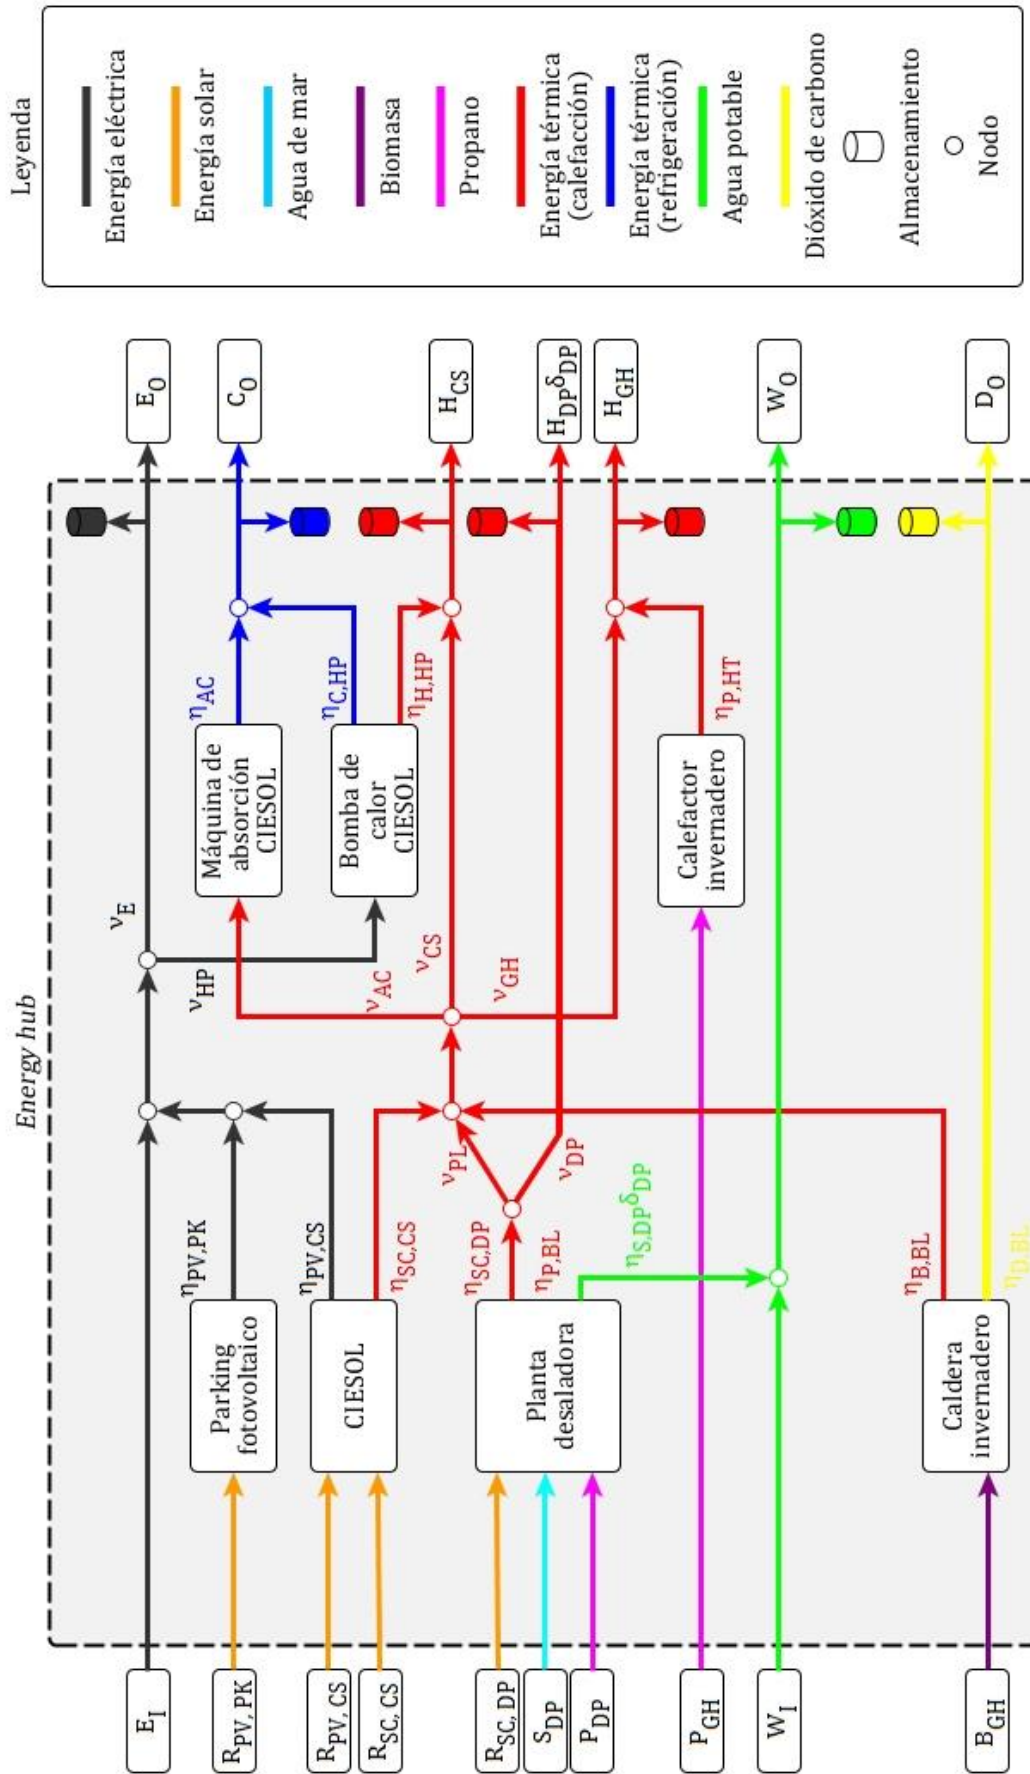 Energy hub
E_I
R_PV, PK
R_PV, CS
R_SC, CS
R_SC, DP
S_DP
P_DP
P_GH
W_I
B_GH
Parking
fotovoltaico
CIESOL
Planta
desaladora
Caldera
invernadero
η_PV,PK
η_PV,CS
η_SC,CS
η_SC,DP
η_P,BL
η_S,DP δ_DP
η_B,BL
η_D,BL
ν_PL
ν_DP
ν_E
ν_HP
ν_AC
ν_CS
ν_GH
Máquina de
absorción
CIESOL
Bomba de
calor
CIESOL
Calefactor
invernadero
η_AC
η_C,HP
η_H,HP
η_P,HT
E_O
C_O
H_CS
H_DP δ_DP
H_GH
W_O
D_O
Leyenda
Energía eléctrica
Energía solar
Agua de mar
Biomasa
Propano
Energía térmica
(calefacción)
Energía térmica
(refrigeración)
Agua potable
Dióxido de carbono
Almacenamiento
Nodo